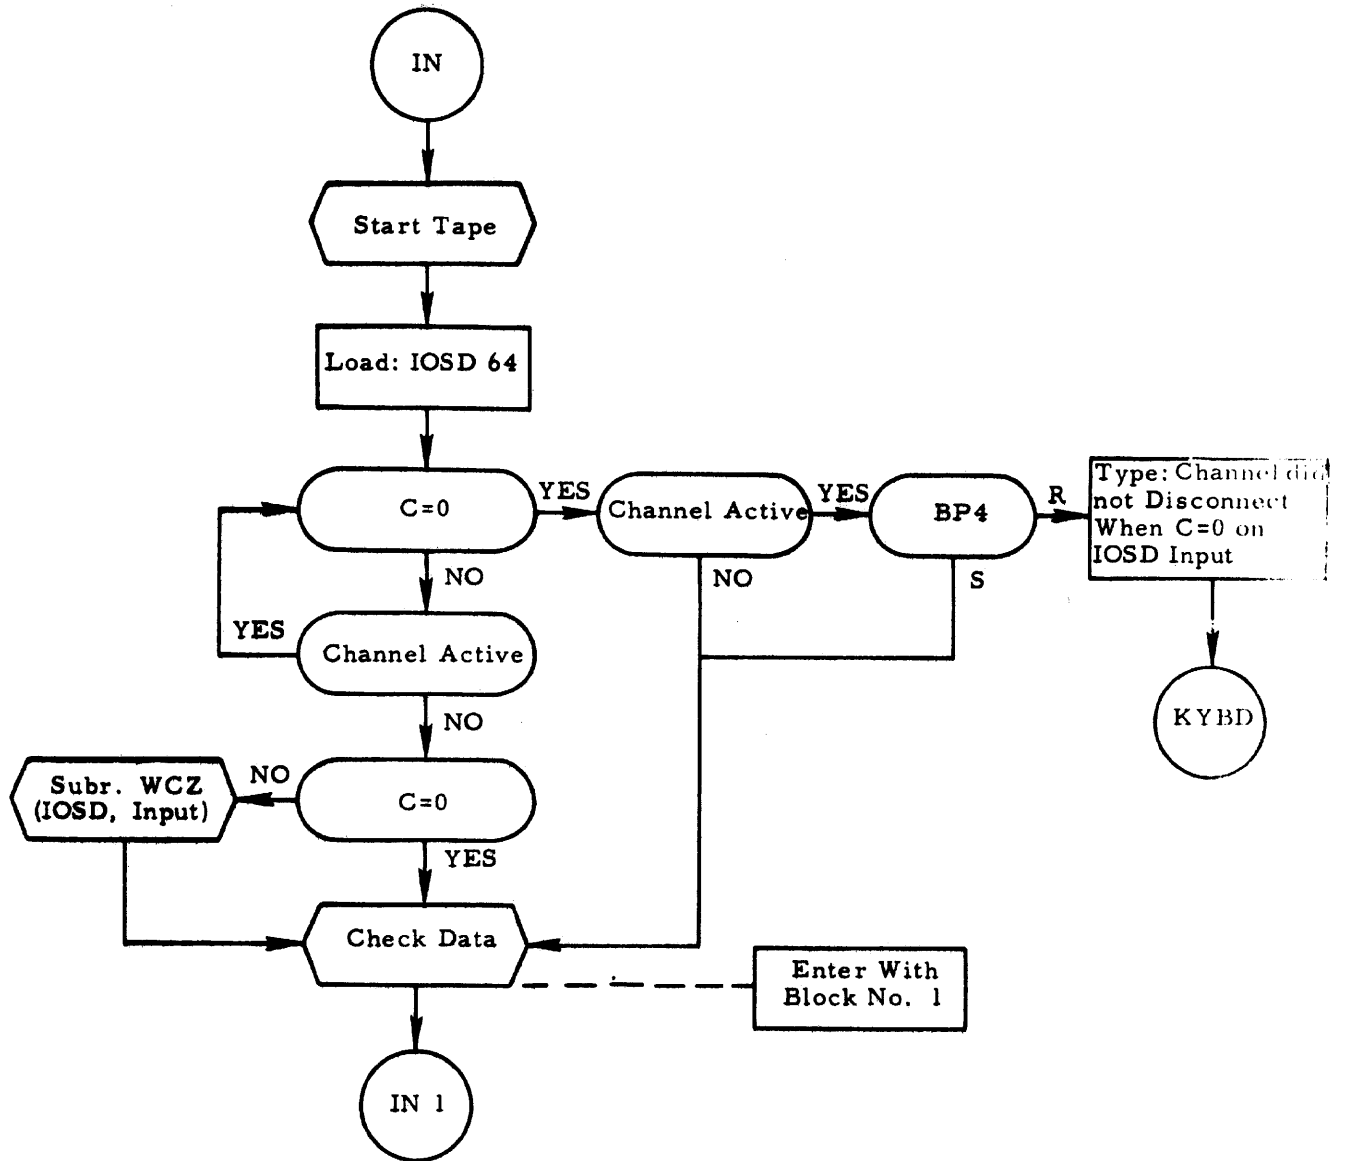 IN
Start Tape
Load: IOSD 64
C=0
YES
Channel Active
YES
BP4
R
Type: Channel did
not Disconnect
When C=0 on
IOSD Input
NO
NO
S
YES
Channel Active
KYBD
NO
Subr. WCZ
(IOSD, Input)
NO
C=0
YES
Check Data
Enter With
Block No. 1
IN 1